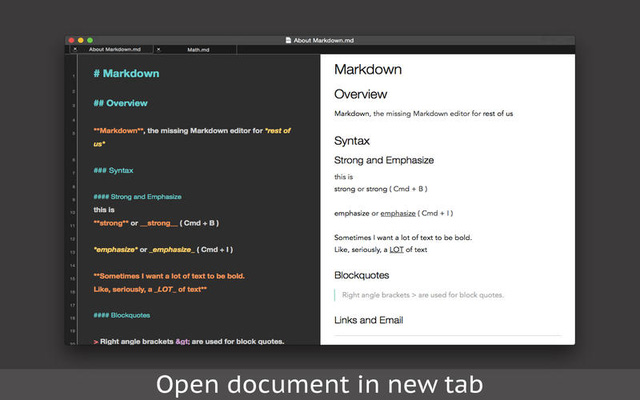 About Markdown.md
About Markdown.md
Math.md
1 # Markdown
2
3 ## Overview
4
5 **Markdown**, the missing Markdown editor for *rest of
us*
6
7 ### Syntax
8
9 #### Strong and Emphasize
10 this is
11 **strong** or __strong__ ( Cmd + B )
12
13 *emphasize* or _emphasize_ ( Cmd + I )
14
15 **Sometimes I want a lot of text to be bold.
16 Like, seriously, a _LOT_ of text**
17
18 #### Blockquotes
19
> Right angle brackets &gt; are used for block quotes.
Markdown
Overview
Markdown, the missing Markdown editor for rest of us
Syntax
Strong and Emphasize
this is
strong or strong ( Cmd + B )
emphasize or emphasize ( Cmd + I )
Sometimes I want a lot of text to be bold.
Like, seriously, a LOT of text
Blockquotes
Right angle brackets > are used for block quotes.
Links and Email
Open document in new tab